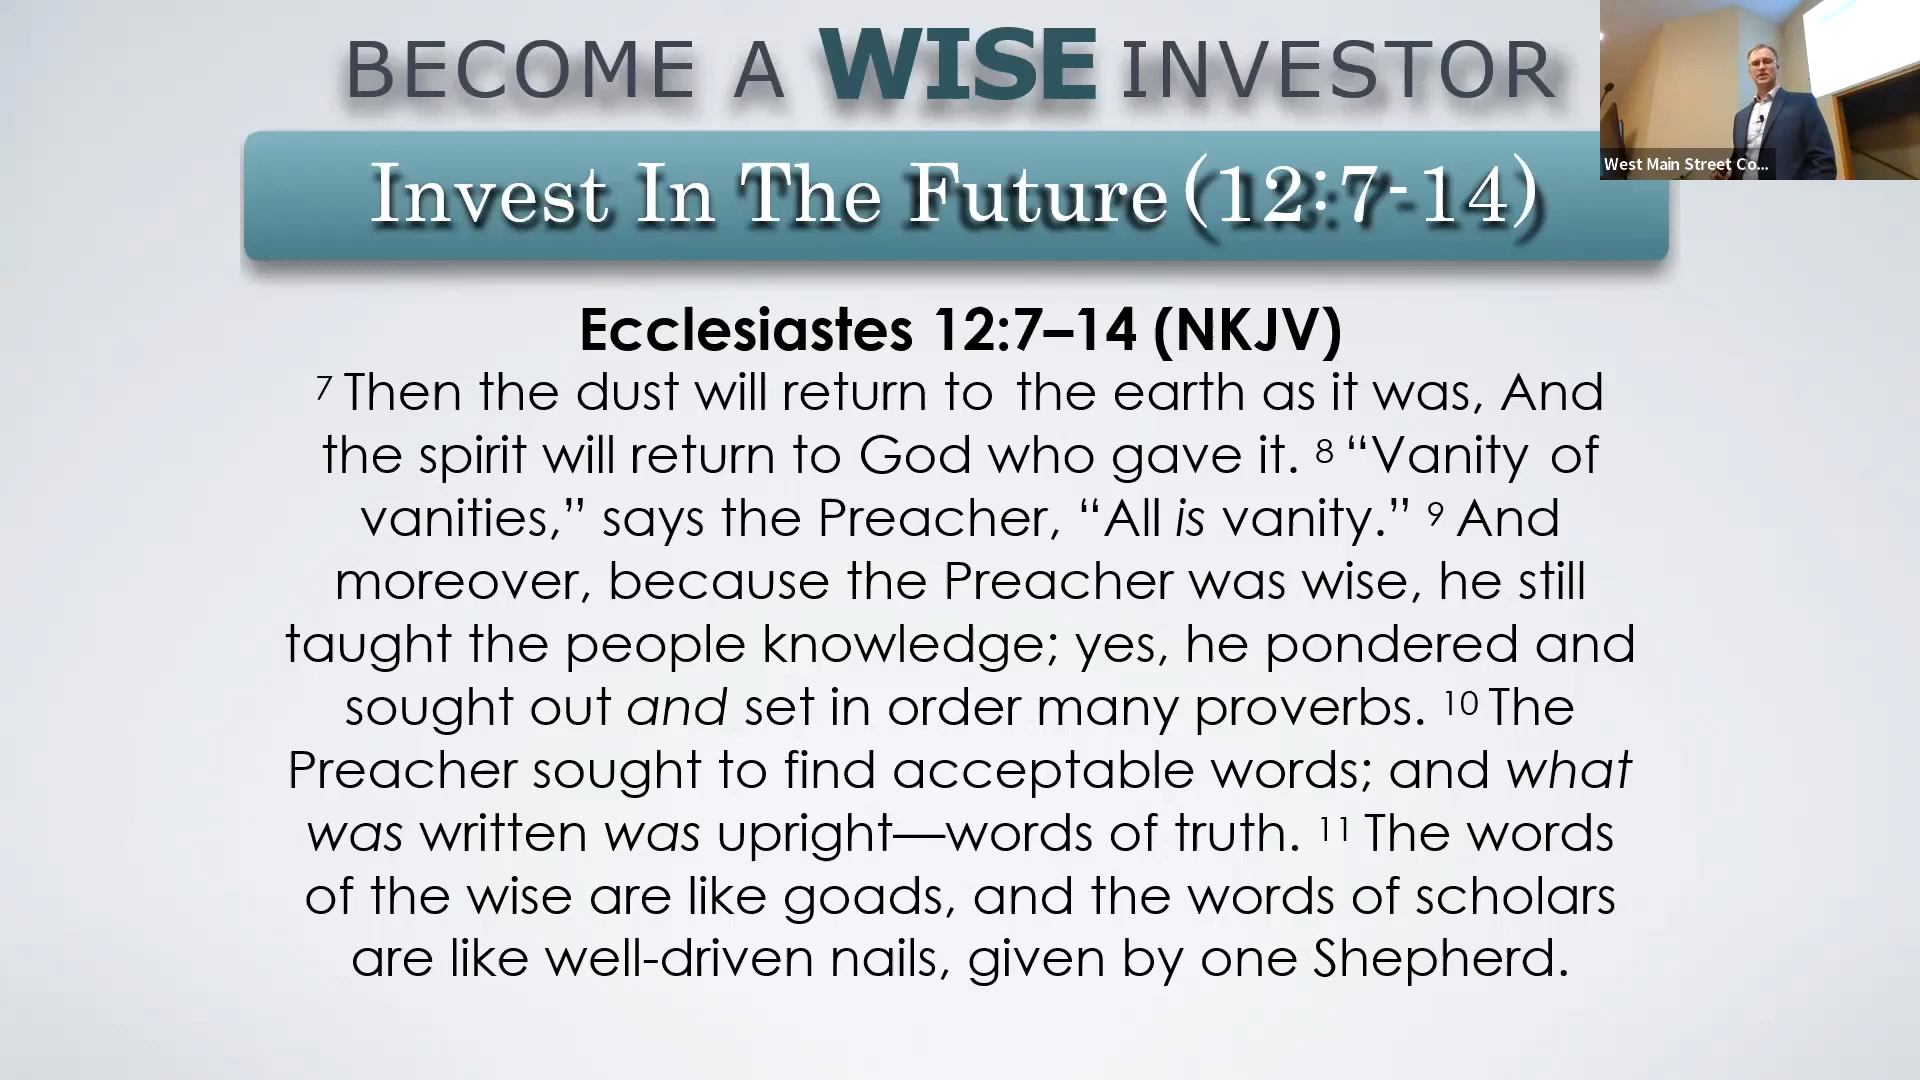 BECOME A WISE INVESTOR
Invest In The Future (12:7-14)
West Main Street Co...
Ecclesiastes 12:7–14 (NKJV)
7 Then the dust will return to the earth as it was, And
the spirit will return to God who gave it. 8 “Vanity of
vanities,” says the Preacher, “All is vanity.” 9 And
moreover, because the Preacher was wise, he still
taught the people knowledge; yes, he pondered and
sought out and set in order many proverbs. 10 The
Preacher sought to find acceptable words; and what
was written was upright—words of truth. 11 The words
of the wise are like goads, and the words of scholars
are like well-driven nails, given by one Shepherd.